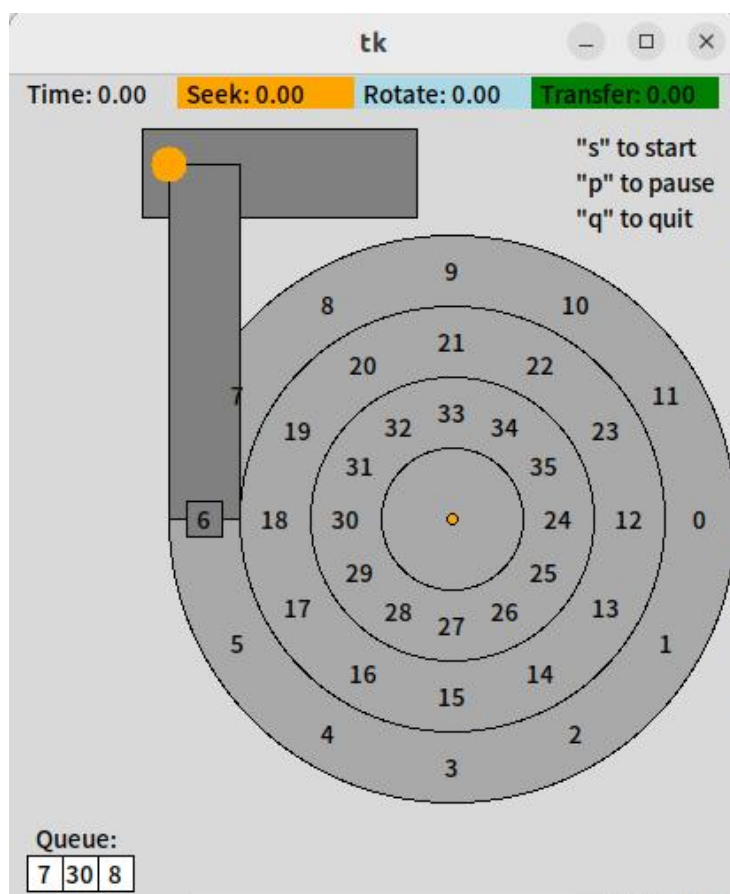 tk
Time: 0.00 Seek: 0.00 Rotate: 0.00 Transfer: 0.00
"s" to start
"p" to pause
"q" to quit
9
8 10
21
20 22
7 11
33
32 34
19 23
31 35
6 18 30 24 12 0
29 25
28 26
17 13
27
5 1
16 14
15
4 2
3
Queue:
7 30 8